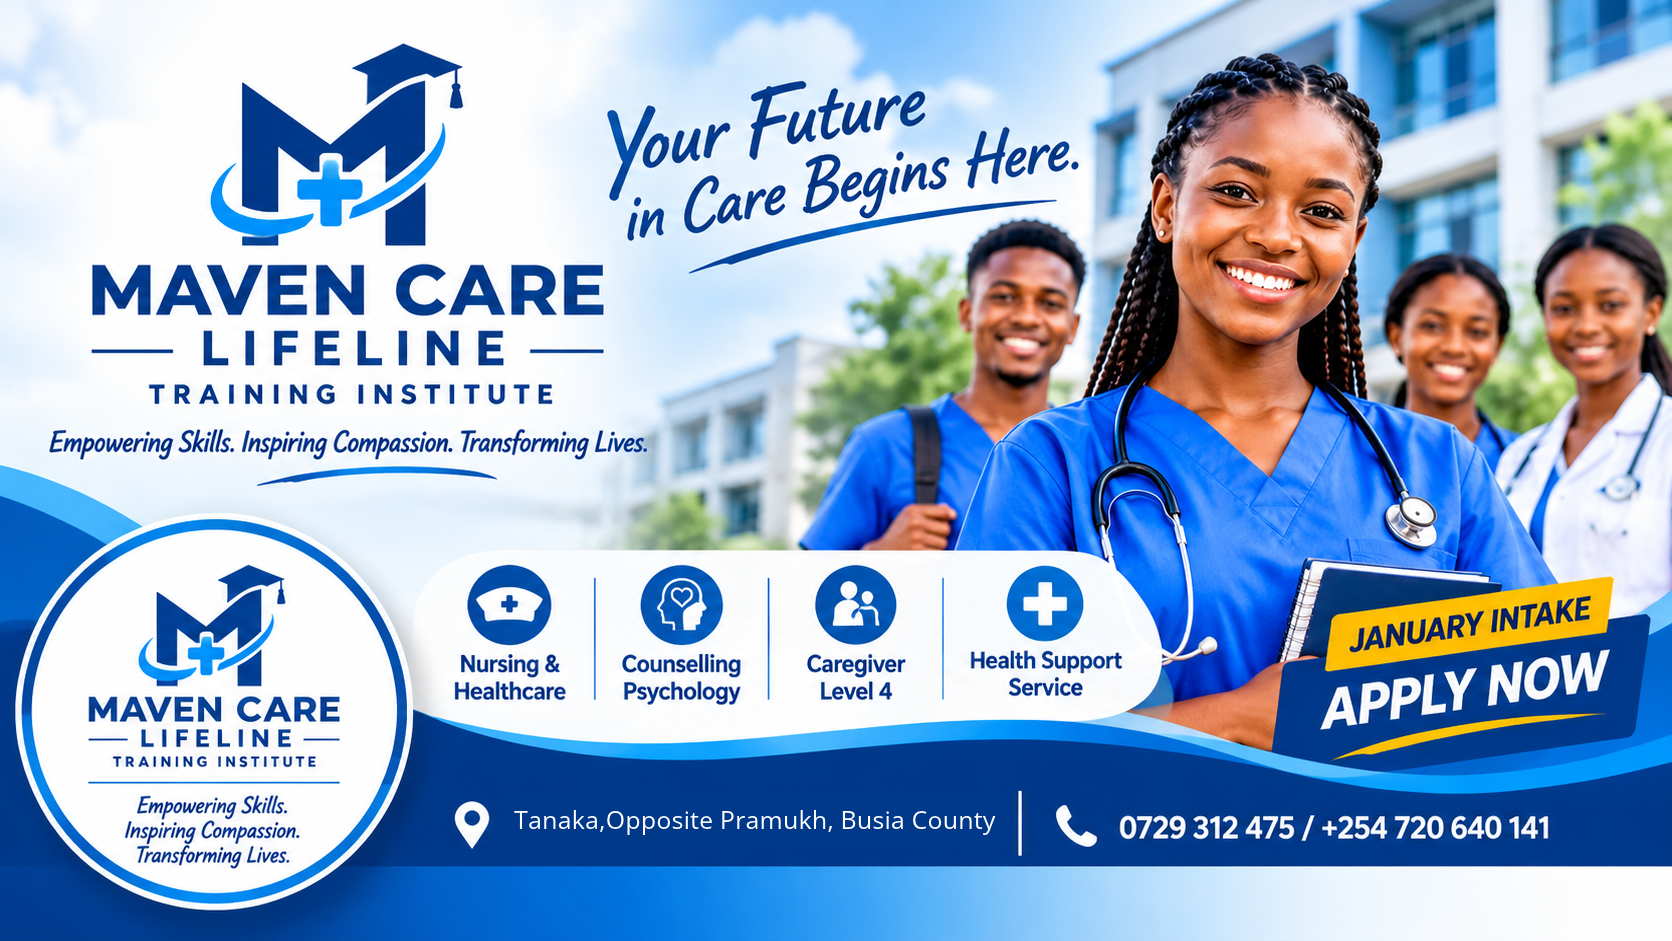 MAVEN CARE
LIFELINE
TRAINING INSTITUTE
Empowering Skills. Inspiring Compassion. Transforming Lives.
Your Future
in Care Begins Here.
MAVEN CARE
LIFELINE
TRAINING INSTITUTE
Empowering Skills.
Inspiring Compassion.
Transforming Lives.
Nursing &
Healthcare
Counselling
Psychology
Caregiver
Level 4
Health Support
Service
JANUARY INTAKE
APPLY NOW
Tanaka,Opposite Pramukh, Busia County
0729 312 475 / +254 720 640 141